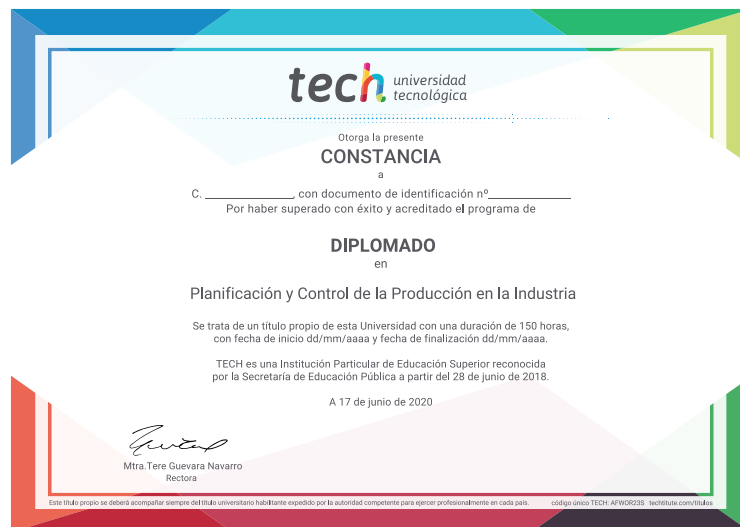 tech universidad
tecnológica
Otorga la presente
CONSTANCIA
a
C. ______________, con documento de identificación nº______________
Por haber superado con éxito y acreditado el programa de
DIPLOMADO
en
Planificación y Control de la Producción en la Industria
Se trata de un título propio de esta Universidad con una duración de 150 horas,
con fecha de inicio dd/mm/aaaa y fecha de finalización dd/mm/aaaa.
TECH es una Institución Particular de Educación Superior reconocida
por la Secretaría de Educación Pública a partir del 28 de junio de 2018.
A 17 de junio de 2020
Mtra.Tere Guevara Navarro
Rectora
Este título propio se deberá acompañar siempre del título universitario habilitante expedido por la autoridad competente para ejercer profesionalmente en cada país. código único TECH: AFWOR23S techtitute.com/títulos